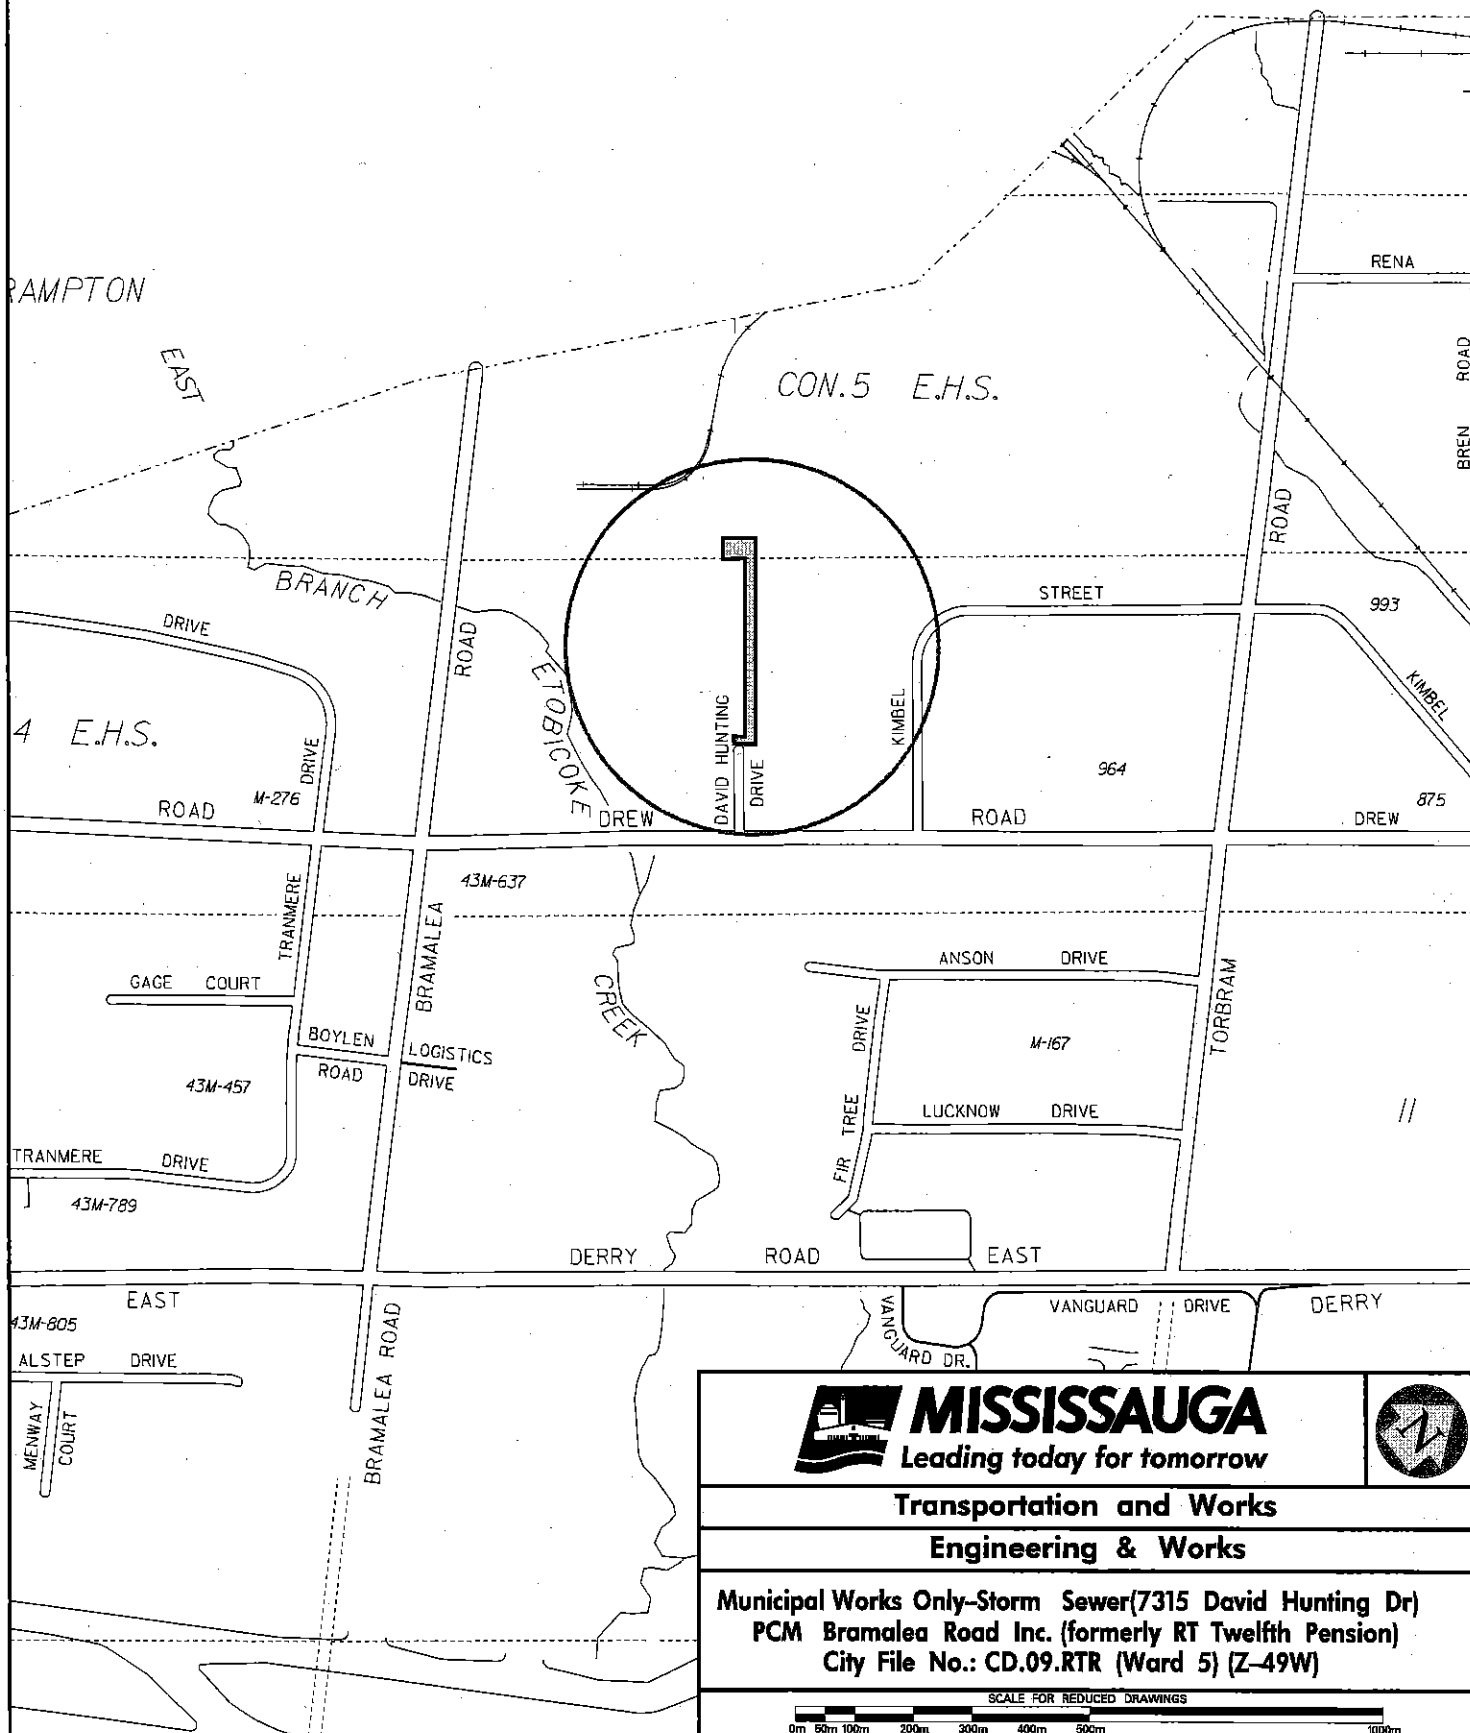 RAMPTON
RENA
EAST
CON.5 E.H.S.
BREN ROAD
ROAD
BRANCH
STREET
993
DRIVE
ROAD
ETOBICOKE
KIMBEL
4 E.H.S.
DRIVE
DAVID HUNTING
DRIVE
KIMBEL
964
M-276
ROAD
DREW
ROAD
875
DREW
43M-637
TRANMERE
BRAMALEA
ANSON DRIVE
GAGE COURT
CREEK
TORBRAM
BOYLEN
ROAD
LOGISTICS
DRIVE
M-167
43M-457
FIR TREE DRIVE
LUCKNOW DRIVE
11
TRANMERE DRIVE
43M-789
DERRY ROAD EAST
EAST
VANGUARD DR.
VANGUARD DRIVE
DERRY
43M-805
ALSTEP DRIVE
BRAMALEA ROAD
MENWAY
COURT
MISSISSAUGA
Leading today for tomorrow
N
Transportation and Works
Engineering & Works
Municipal Works Only-Storm Sewer(7315 David Hunting Dr)
PCM Bramalea Road Inc. (formerly RT Twelfth Pension)
City File No.: CD.09.RTR (Ward 5) (Z-49W)
SCALE FOR REDUCED DRAWINGS
0m 50m 100m 200m 300m 400m 500m 1000m